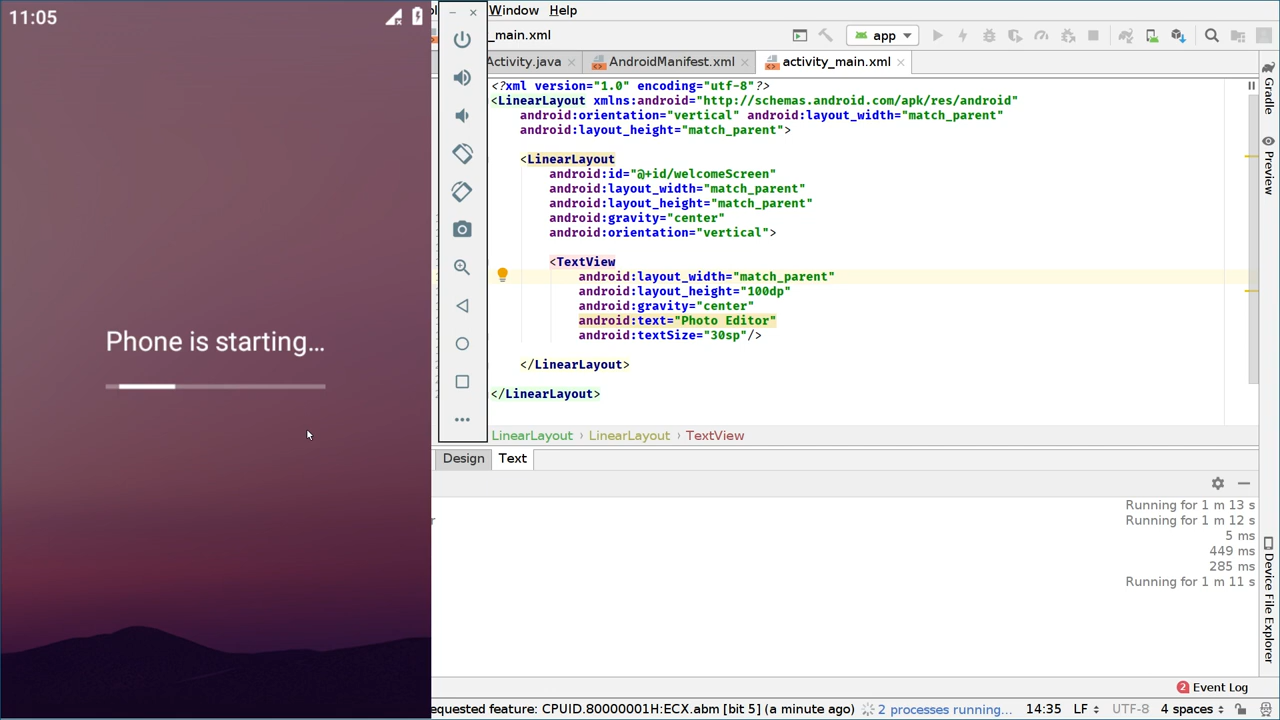 11:05
Phone is starting…
Window Help
_main.xml
app
Activity.java
AndroidManifest.xml
activity_main.xml
<?xml version="1.0" encoding="utf-8"?>
<LinearLayout xmlns:android="http://schemas.android.com/apk/res/android"
android:orientation="vertical" android:layout_width="match_parent"
android:layout_height="match_parent">
<LinearLayout
android:id="@+id/welcomeScreen"
android:layout_width="match_parent"
android:layout_height="match_parent"
android:gravity="center"
android:orientation="vertical">
<TextView
android:layout_width="match_parent"
android:layout_height="100dp"
android:gravity="center"
android:text="Photo Editor"
android:textSize="30sp"/>
</LinearLayout>
</LinearLayout>
LinearLayout › LinearLayout › TextView
Design Text
Running for 1 m 13 s
Running for 1 m 12 s
5 ms
449 ms
285 ms
Running for 1 m 11 s
Gradle
Preview
Device File Explorer
2 Event Log
equested feature: CPUID.80000001H:ECX.abm [bit 5] (a minute ago)
2 processes running...
14:35 LF UTF-8 4 spaces